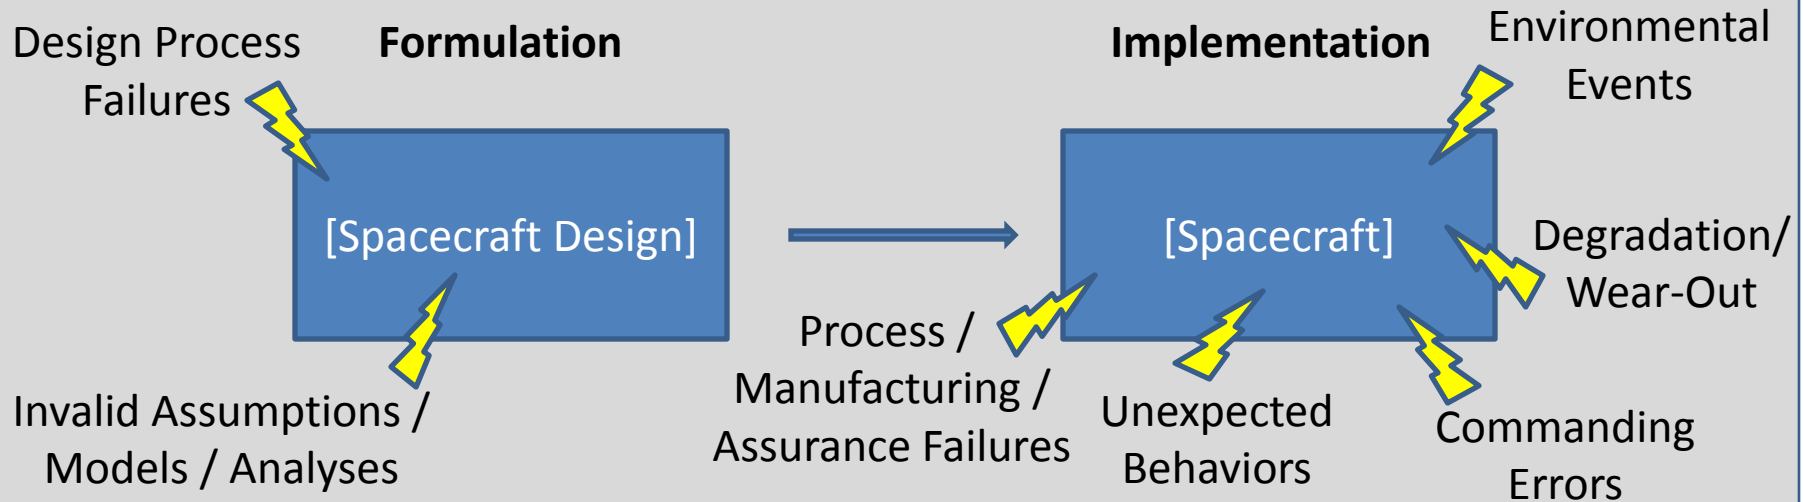 Design Process
Failures
Formulation
[Spacecraft Design]
Invalid Assumptions /
Models / Analyses
Implementation
Environmental
Events
[Spacecraft]
Degradation/
Wear-Out
Process /
Manufacturing /
Assurance Failures
Unexpected
Behaviors
Commanding
Errors